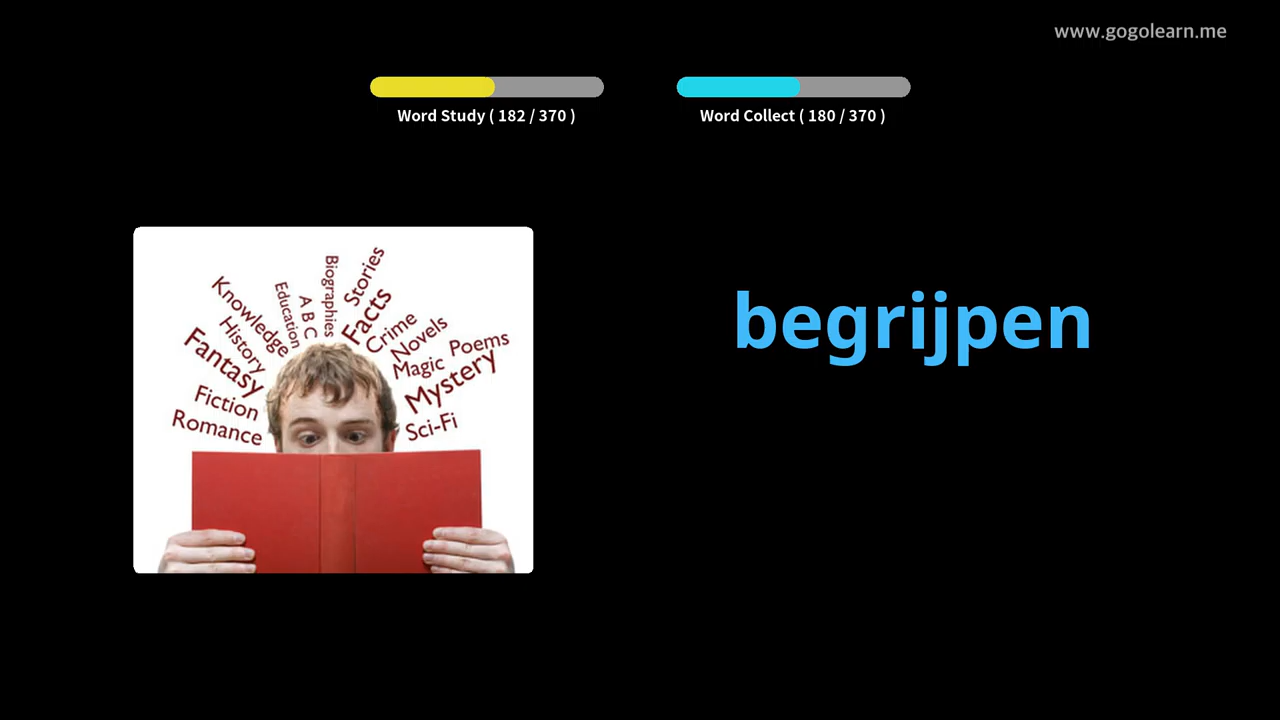 www.gogolearn.me
Word Study ( 182 / 370 )
Word Collect ( 180 / 370 )
Stories
Biographies
Facts
Education
A B C
Knowledge
Crime
Novels
History
Poems
Fantasy
Magic
Mystery
Fiction
Romance
Sci-Fi
begrijpen